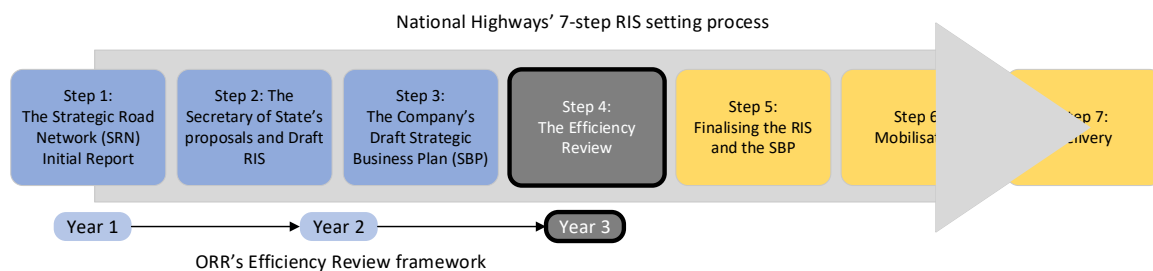 National Highways’ 7-step RIS setting process
Step 1:
The Strategic Road
Network (SRN)
Initial Report
Step 2: The
Secretary of State’s
proposals and Draft
RIS
Step 3:
The Company’s
Draft Strategic
Business Plan (SBP)
Step 4:
The Efficiency
Review
Step 5:
Finalising the RIS
and the SBP
Step 6
Mobilisat
7:
Year 1
Year 2
Year 3
ORR’s Efficiency Review framework